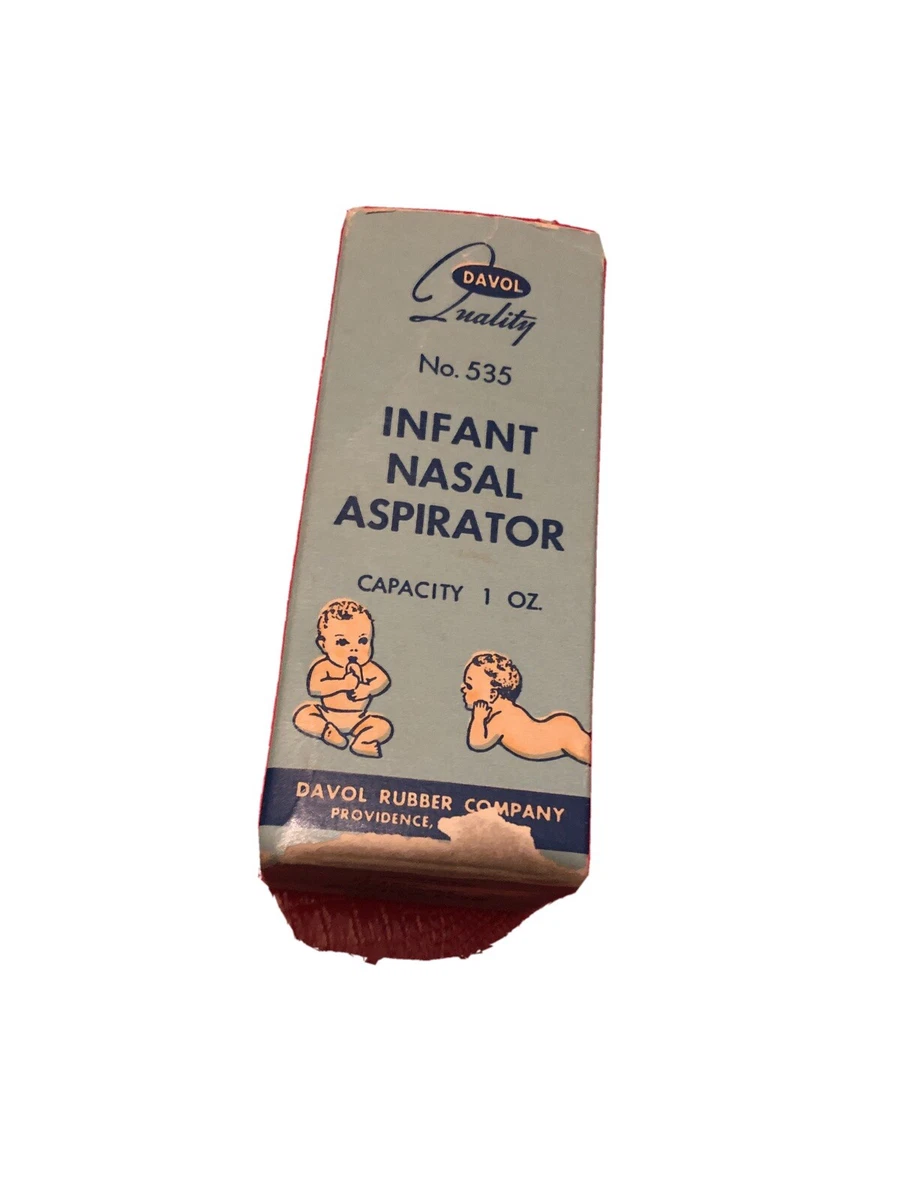 DAVOL
Quality
No. 535
INFANT
NASAL
ASPIRATOR
CAPACITY 1 OZ.
DAVOL RUBBER COMPANY
PROVIDENCE,